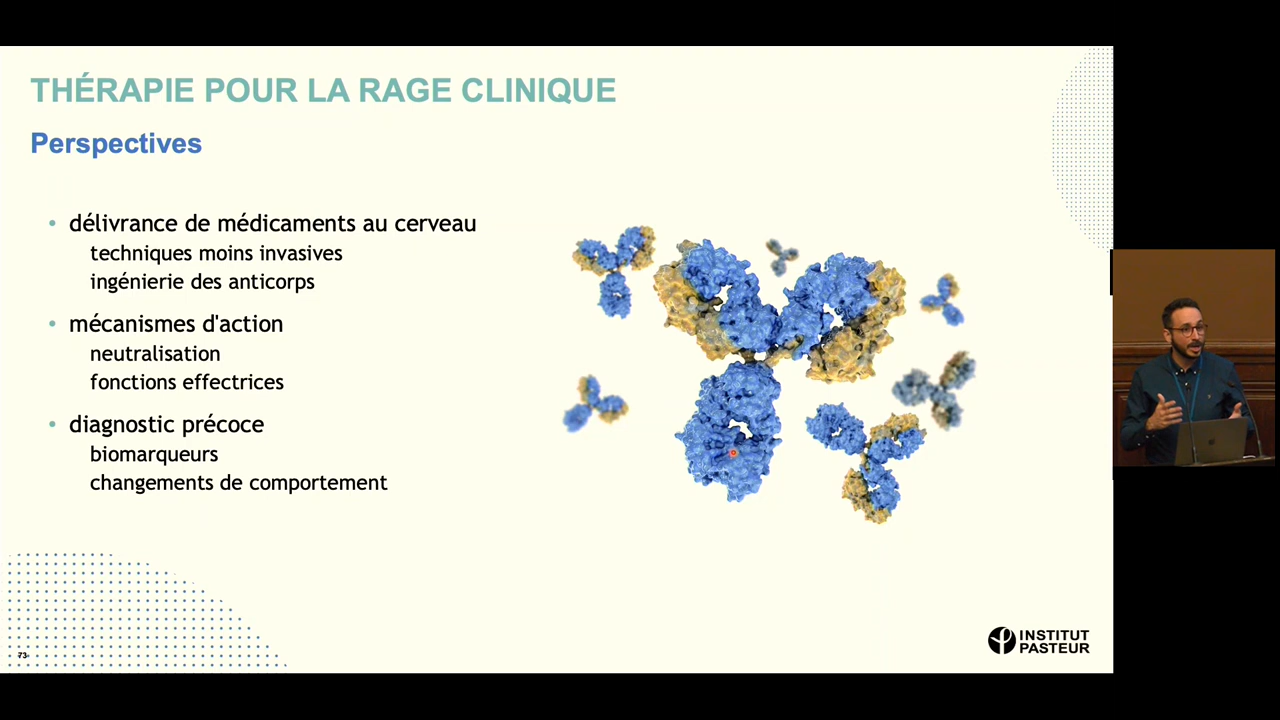 THÉRAPIE POUR LA RAGE CLINIQUE
Perspectives
• délivrance de médicaments au cerveau
techniques moins invasives
ingénierie des anticorps
• mécanismes d'action
neutralisation
fonctions effectrices
• diagnostic précoce
biomarqueurs
changements de comportement
73
INSTITUT
PASTEUR